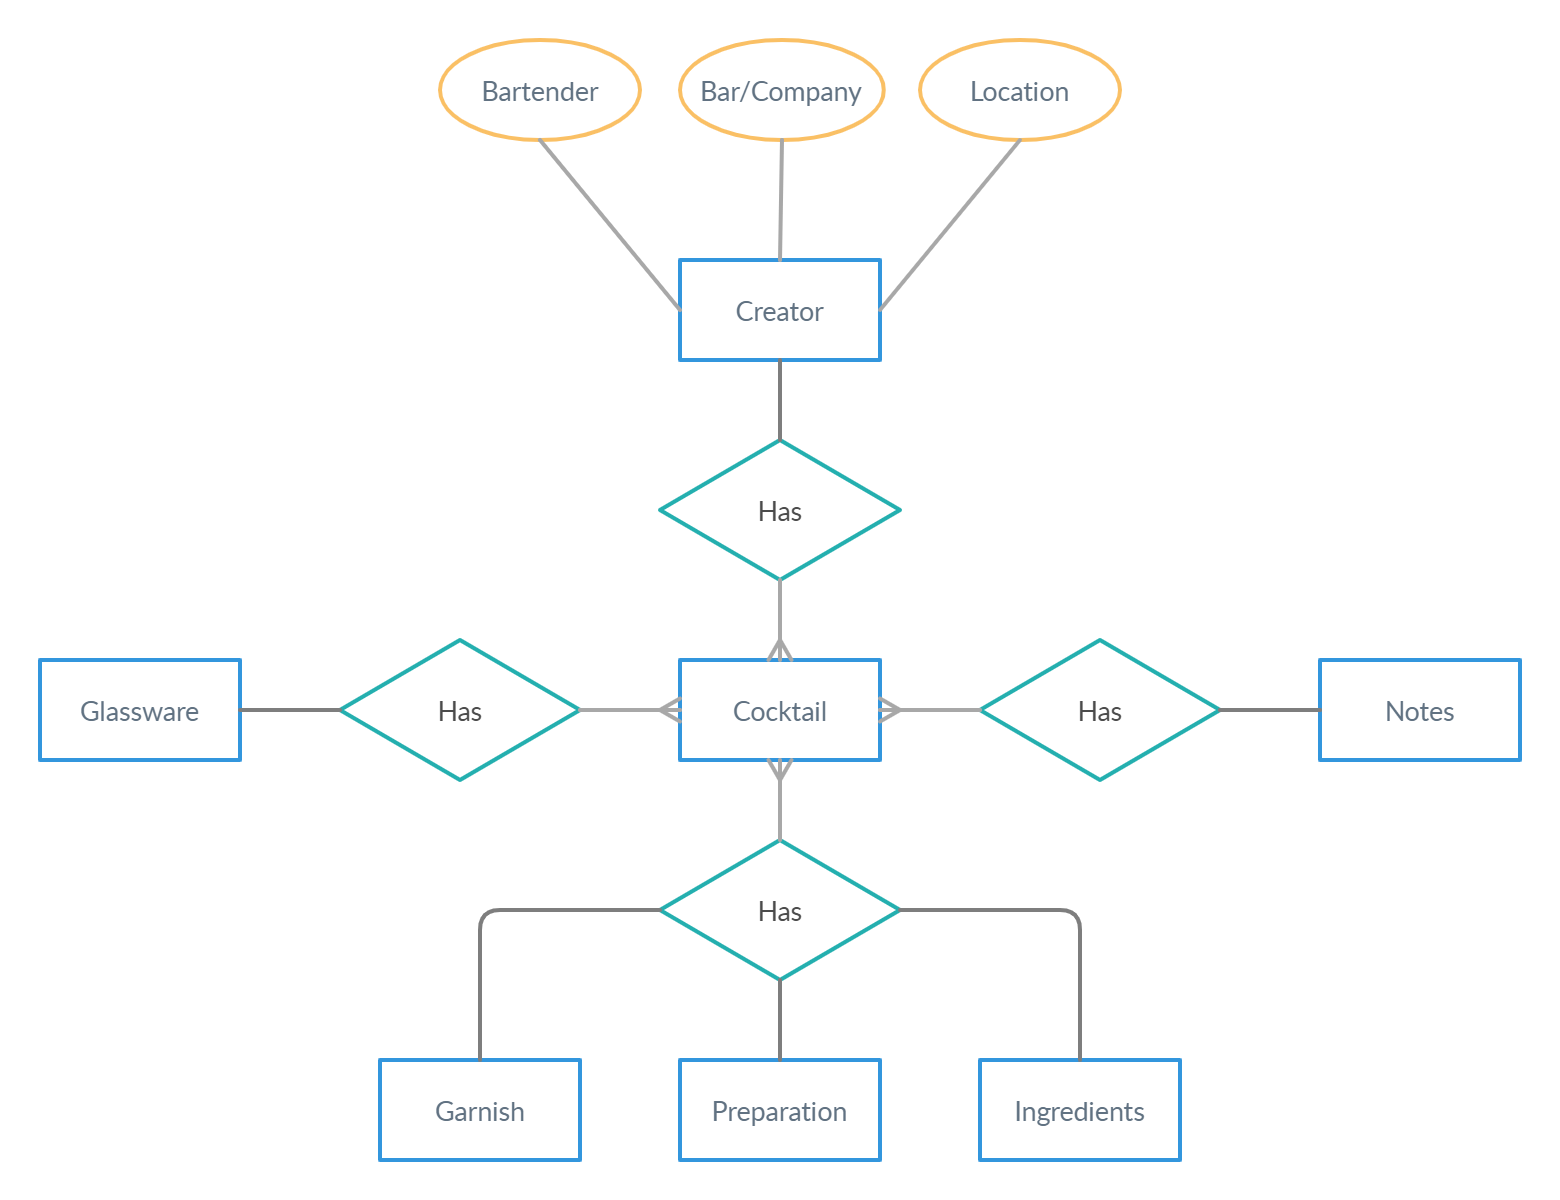 Bartender
Bar/Company
Location
Creator
Has
Glassware
Has
Cocktail
Has
Notes
Has
Garnish
Preparation
Ingredients